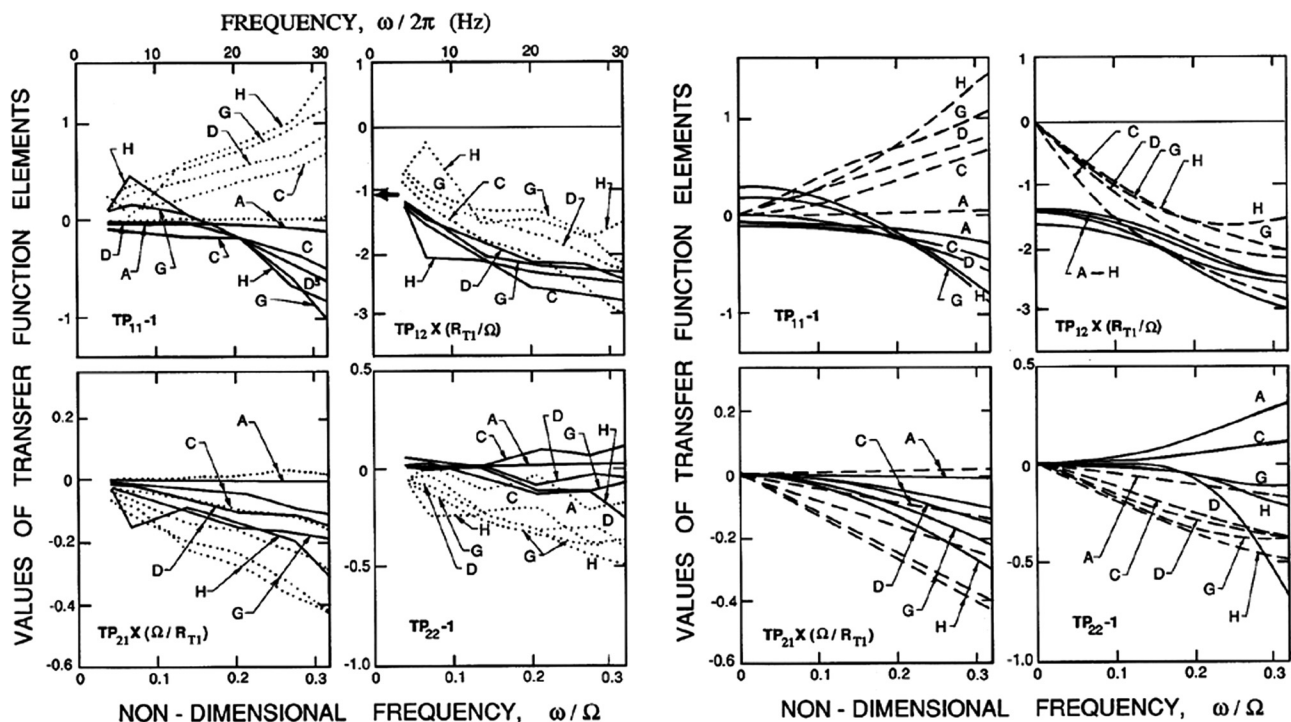 FREQUENCY, ω / 2π (Hz)
0 10 20 30
0 10 20 30
VALUES OF TRANSFER FUNCTION ELEMENTS
1
0
-1
H
G
D
C
H
A
D
A
G
C
H
G
C
D
TP11-1
1
0
-1
-2
-3
H
G
C
G
D
H
H
D
G
C
TP12 X (RT1/Ω)
0.2
0
-0.2
-0.4
-0.6
A
C
D
H
G
TP21 X (Ω / RT1)
0 0.1 0.2 0.3
0.5
0
-0.5
-1.0
A
C
D
G
H
C
A
D
H
G
D
G
H
TP22-1
0 0.1 0.2 0.3
NON - DIMENSIONAL FREQUENCY, ω / Ω
VALUES OF TRANSFER FUNCTION ELEMENTS
1
0
-1
H
G
D
C
A
A
C
D
H
G
TP11-1
1
0
-1
-2
-3
C
D
G
H
H
G
A – H
TP12 X (RT1/Ω)
0.2
0
-0.2
-0.4
-0.6
C
A
D
G
H
TP21 X (Ω / RT1)
0 0.1 0.2 0.3
0.5
0
-0.5
-1.0
A
C
G
H
D
A
C
D
G
H
TP22-1
0 0.1 0.2 0.3
NON - DIMENSIONAL FREQUENCY, ω / Ω